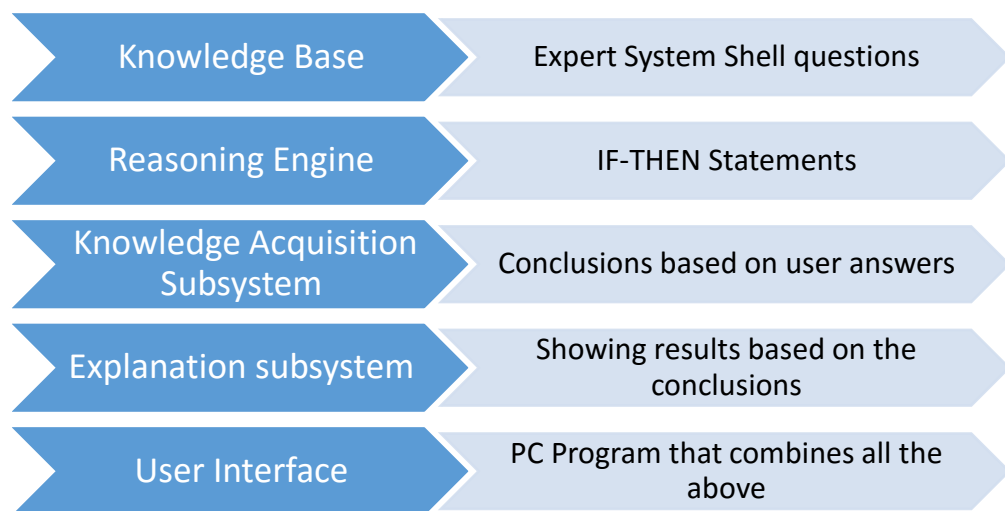 Knowledge Base
Expert System Shell questions
Reasoning Engine
IF-THEN Statements
Knowledge Acquisition
Subsystem
Conclusions based on user answers
Explanation subsystem
Showing results based on the
conclusions
User Interface
PC Program that combines all the
above